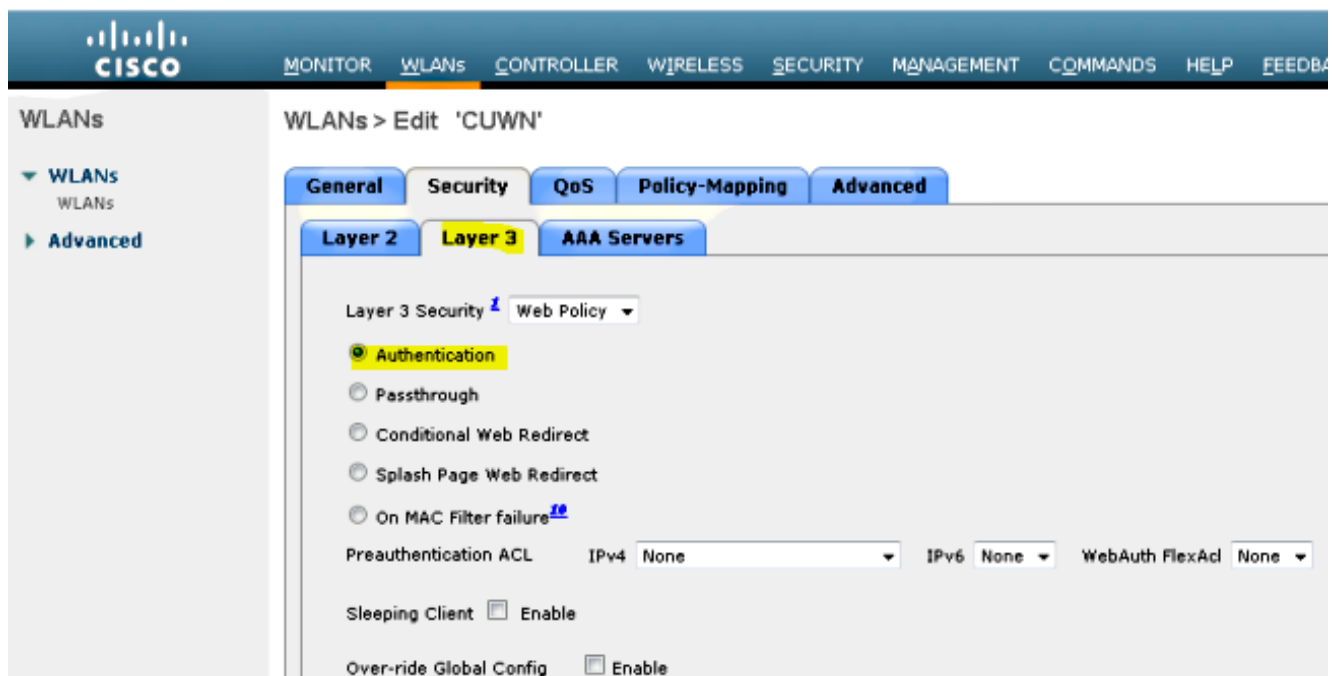 CISCO
MONITOR WLANs CONTROLLER WIRELESS SECURITY MANAGEMENT COMMANDS HELP
WLANs
WLANs > Edit 'CUWN'
WLANs
WLANs
Advanced
General Security QoS Policy-Mapping Advanced
Layer 2 Layer 3 AAA Servers
Layer 3 Security 1 Web Policy
Authentication
Passthrough
Conditional Web Redirect
Splash Page Web Redirect
On MAC Filter failure 10
Preauthentication ACL IPv4 None IPv6 None WebAuth FlexAcl None
Sleeping Client Enable
Over-ride Global Config Enable